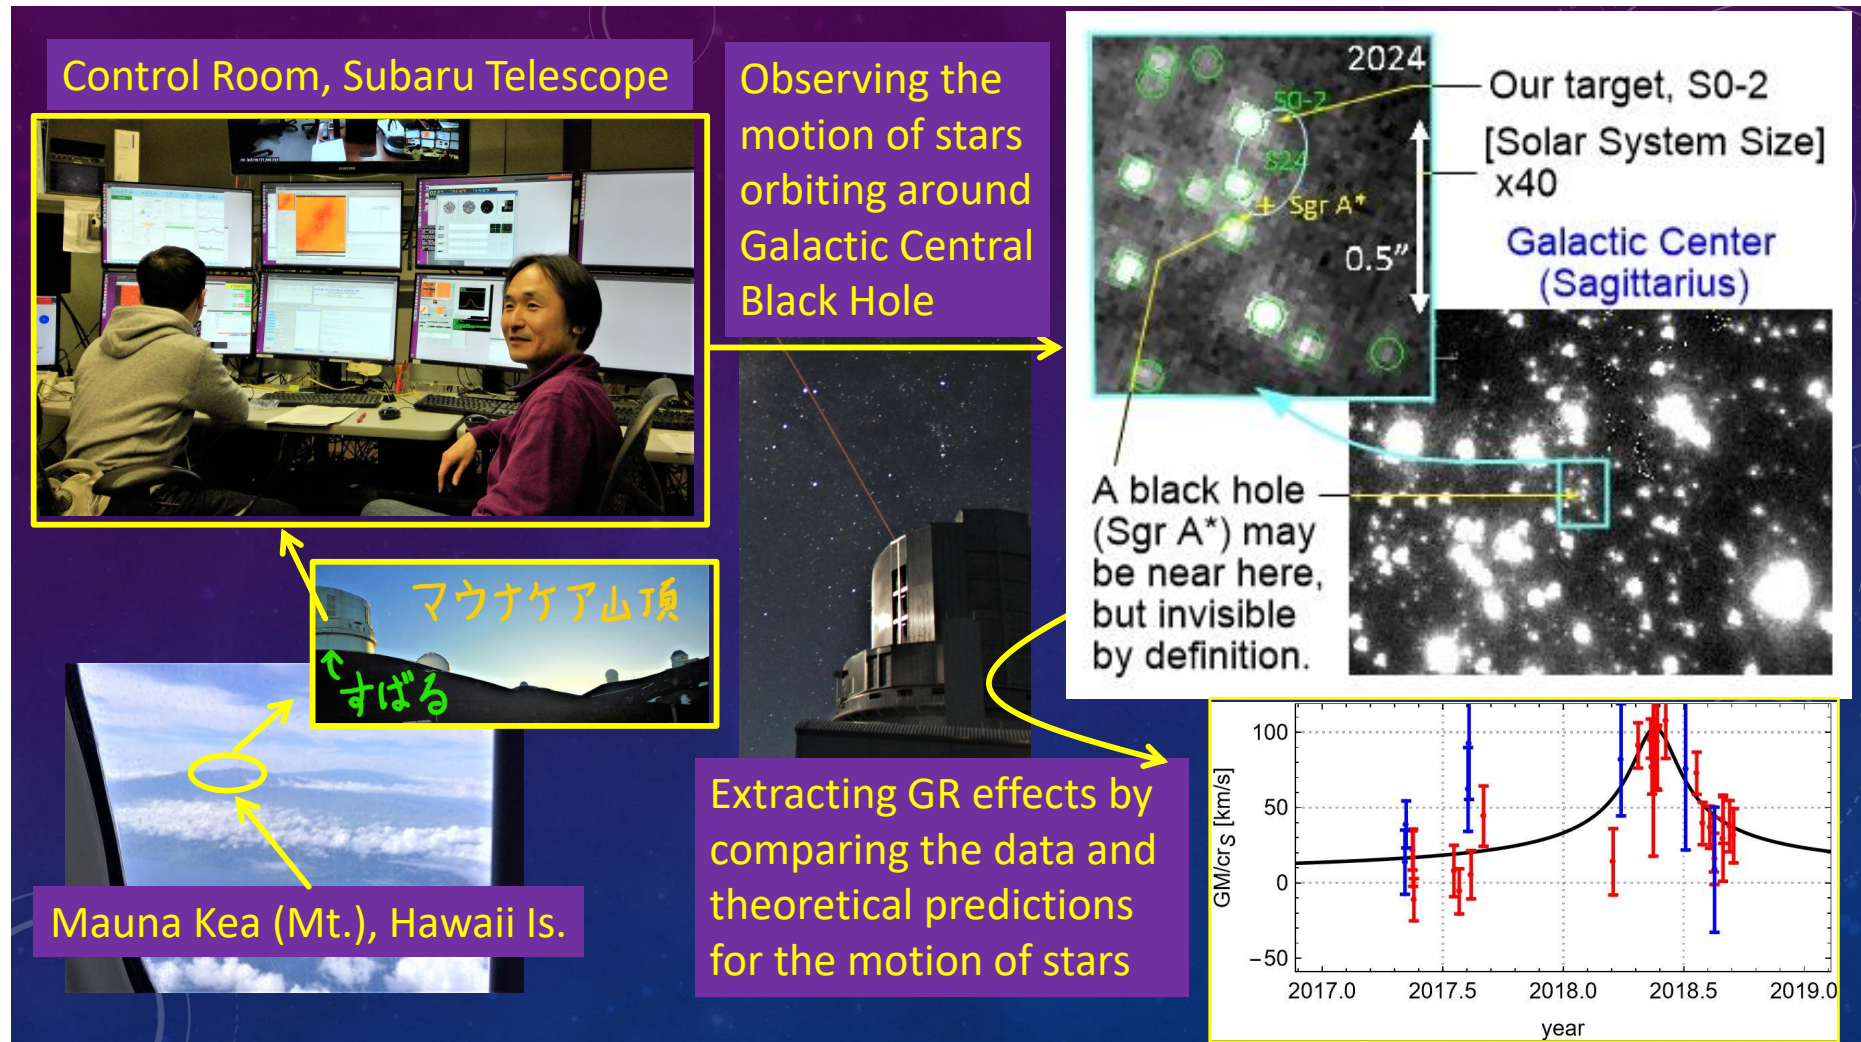 Control Room, Subaru Telescope
Observing the
motion of stars
orbiting around
Galactic Central
Black Hole
2024
S0-2
S24
+ Sgr A*
0.5″
Our target, S0-2
[Solar System Size]
x40
Galactic Center
(Sagittarius)
A black hole
(Sgr A*) may
be near here,
but invisible
by definition.
マウナケア山頂
すばる
Mauna Kea (Mt.), Hawaii Is.
Extracting GR effects by
comparing the data and
theoretical predictions
for the motion of stars
GM/crS [km/s]
100
50
0
−50
2017.0 2017.5 2018.0 2018.5 2019.0
year